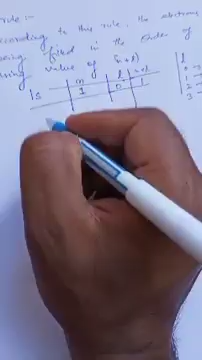 rule:-
According to this rule, the electrons
being filled in the order of
sing value of (n+l)
n l n+l
1s 1 0 1
l
0
1
2
3